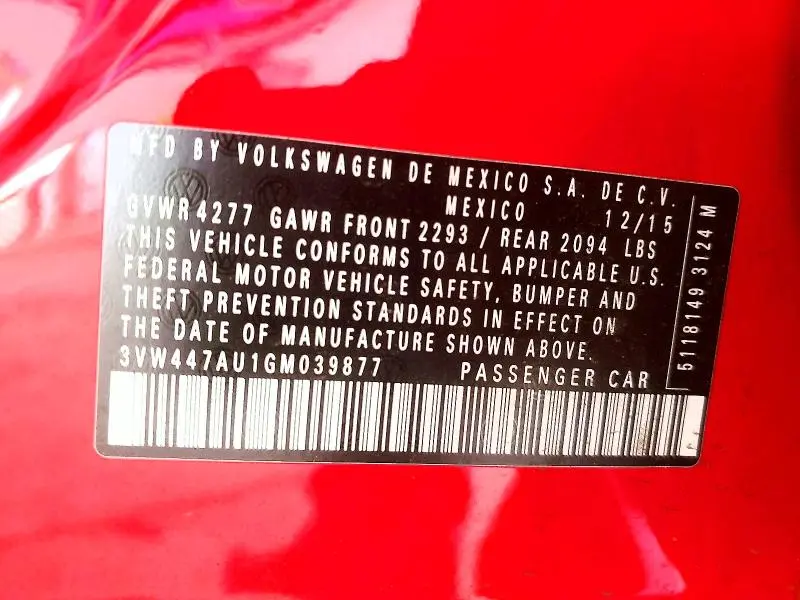 MFD BY VOLKSWAGEN DE MEXICO S.A. DE C.V.
MEXICO 12/15
GVWR 4277 GAWR FRONT 2293 / REAR 2094 LBS
THIS VEHICLE CONFORMS TO ALL APPLICABLE U.S.
FEDERAL MOTOR VEHICLE SAFETY, BUMPER AND
THEFT PREVENTION STANDARDS IN EFFECT ON
THE DATE OF MANUFACTURE SHOWN ABOVE.
3VW447AU1GM039877 PASSENGER CAR
5118149 3124 M